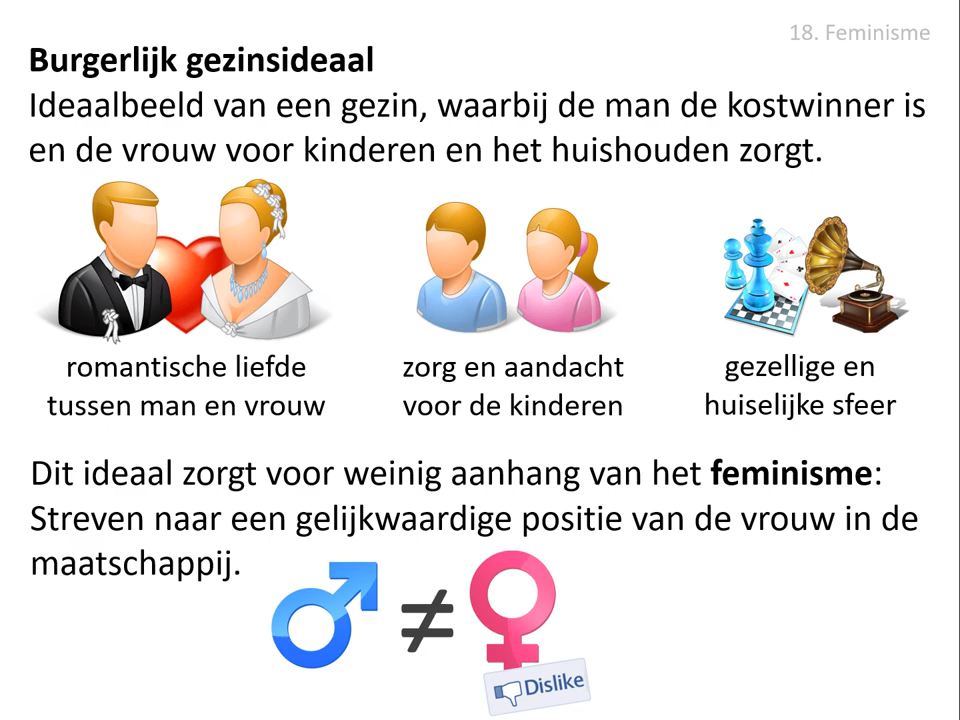 18. Feminisme
Burgerlijk gezinsideaal
Ideaalbeeld van een gezin, waarbij de man de kostwinner is
en de vrouw voor kinderen en het huishouden zorgt.
romantische liefde
tussen man en vrouw
zorg en aandacht
voor de kinderen
gezellige en
huiselijke sfeer
Dit ideaal zorgt voor weinig aanhang van het feminisme:
Streven naar een gelijkwaardige positie van de vrouw in de
maatschappij.
≠
Dislike